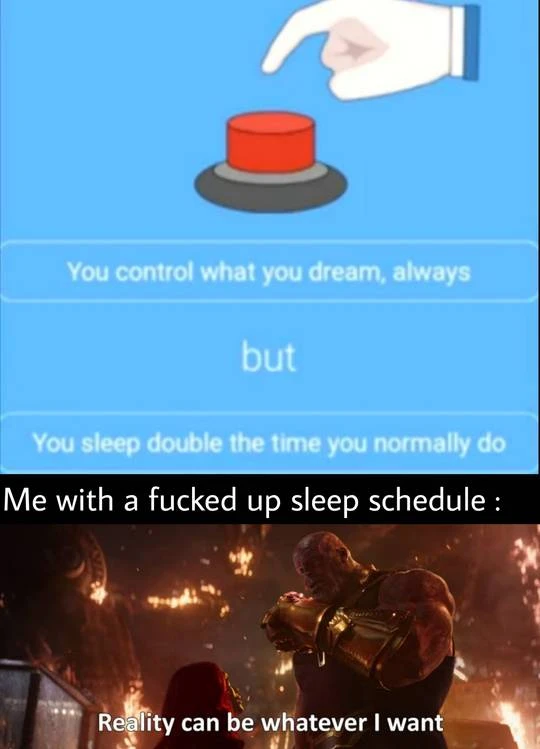 You control what you dream, always
but
You sleep double the time you normally do
Me with a fucked up sleep schedule :
Reality can be whatever I want